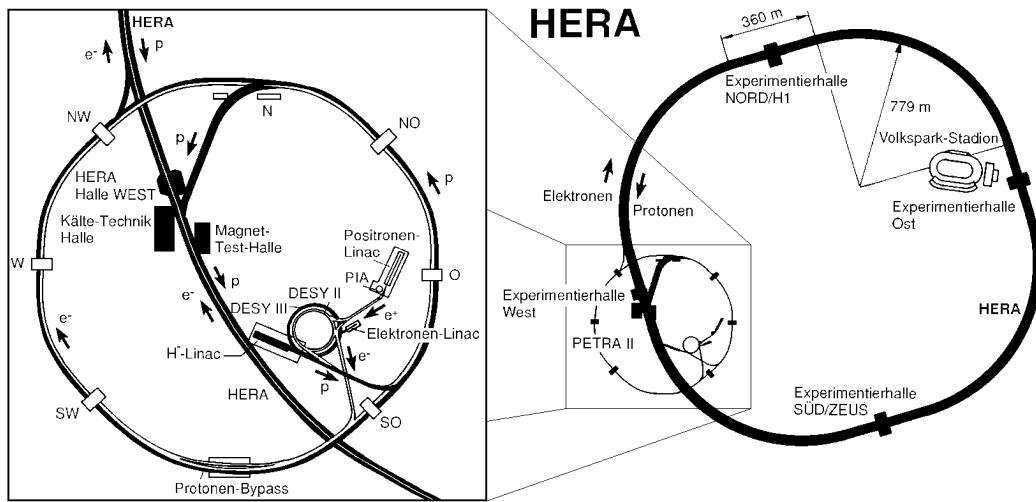 HERA
e-
p
NW
N
NO
p
p
HERA
Halle WEST
Kälte-Technik
Halle
Magnet-
Test-Halle
Positronen-
Linac
W
PIA
O
p
DESY II
e-
DESY III
e+
Elektronen-Linac
e-
e-
H--Linac
p
HERA
SW
SO
Protonen-Bypass
HERA
360 m
Experimentierhalle
NORD/H1
779 m
Volkspark-Stadion
Elektronen
Protonen
Experimentierhalle
Ost
Experimentierhalle
West
HERA
PETRA II
Experimentierhalle
SÜD/ZEUS